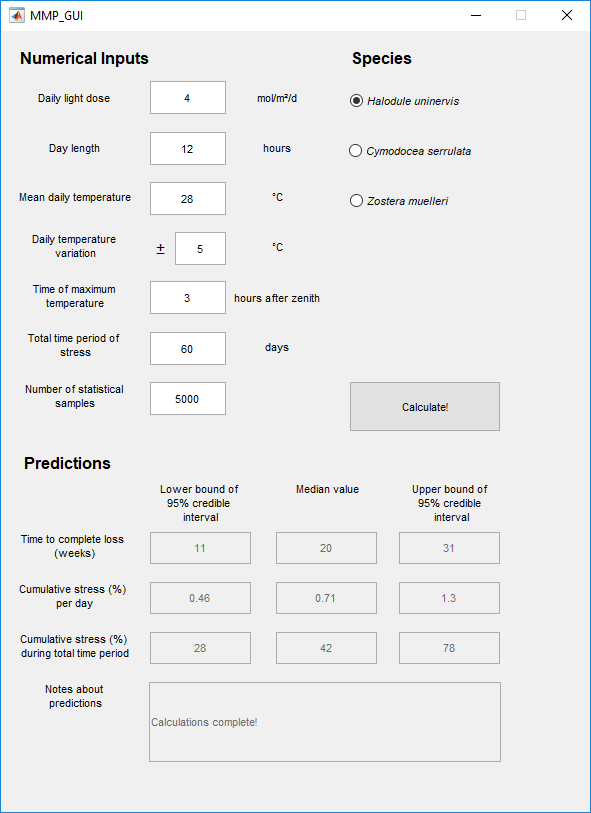 MMP_GUI
Numerical Inputs
Species
Daily light dose 4 mol/m²/d
Halodule uninervis
Day length 12 hours
Cymodocea serrulata
Mean daily temperature 28 °C
Zostera muelleri
Daily temperature
variation
± 5 °C
Time of maximum
temperature
3 hours after zenith
Total time period of
stress
60 days
Number of statistical
samples
5000
Calculate!
Predictions
Lower bound of
95% credible
interval
Median value
Upper bound of
95% credible
interval
Time to complete loss
(weeks)
11 20 31
Cumulative stress (%)
per day
0.46 0.71 1.3
Cumulative stress (%)
during total time period
28 42 78
Notes about
predictions
Calculations complete!